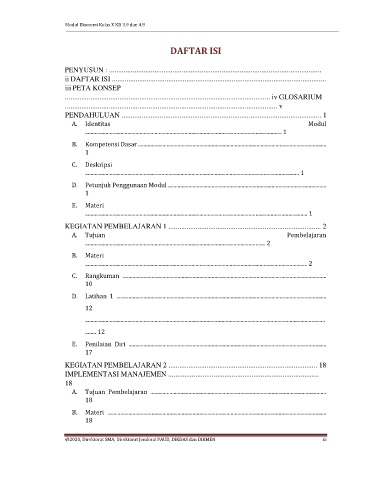 Modul Ekonomi Kelas X KD 3.9 dan 4.9
DAFTAR ISI
PENYUSUN : ........................................................................................................
ii DAFTAR ISI .........................................................................................................
iii PETA KONSEP
..................................................................................................... iv GLOSARIUM
......................................................................................................... v
PENDAHULUAN .................................................................................................. 1
A. Identitas Modul
................................................................................................................. 1
B. Kompetensi Dasar .............................................................................................................
1
C. Deskripsi
........................................................................................................................... 1
D. Petunjuk Penggunaan Modul ...........................................................................................
1
E. Materi
................................................................................................................................ 1
KEGIATAN PEMBELAJARAN 1 ........................................................................... 2
A. Tujuan Pembelajaran
........................................................................................................ 2
B. Materi
................................................................................................................................ 2
C. Rangkuman ......................................................................................................................
10
D. Latihan 1 ..........................................................................................................................
12
...........................................................................................................................................
....... 12
E. Penilaian Diri ...................................................................................................................
17
KEGIATAN PEMBELAJARAN 2 ......................................................................... 18
IMPLEMENTASI MANAJEMEN ..........................................................................
18
A. Tujuan Pembelajaran ......................................................................................................
18
B. Materi ...............................................................................................................................
18
@2020, Direktorat SMA, Direktorat Jenderal PAUD, DIKDAS dan DIKMEN iii